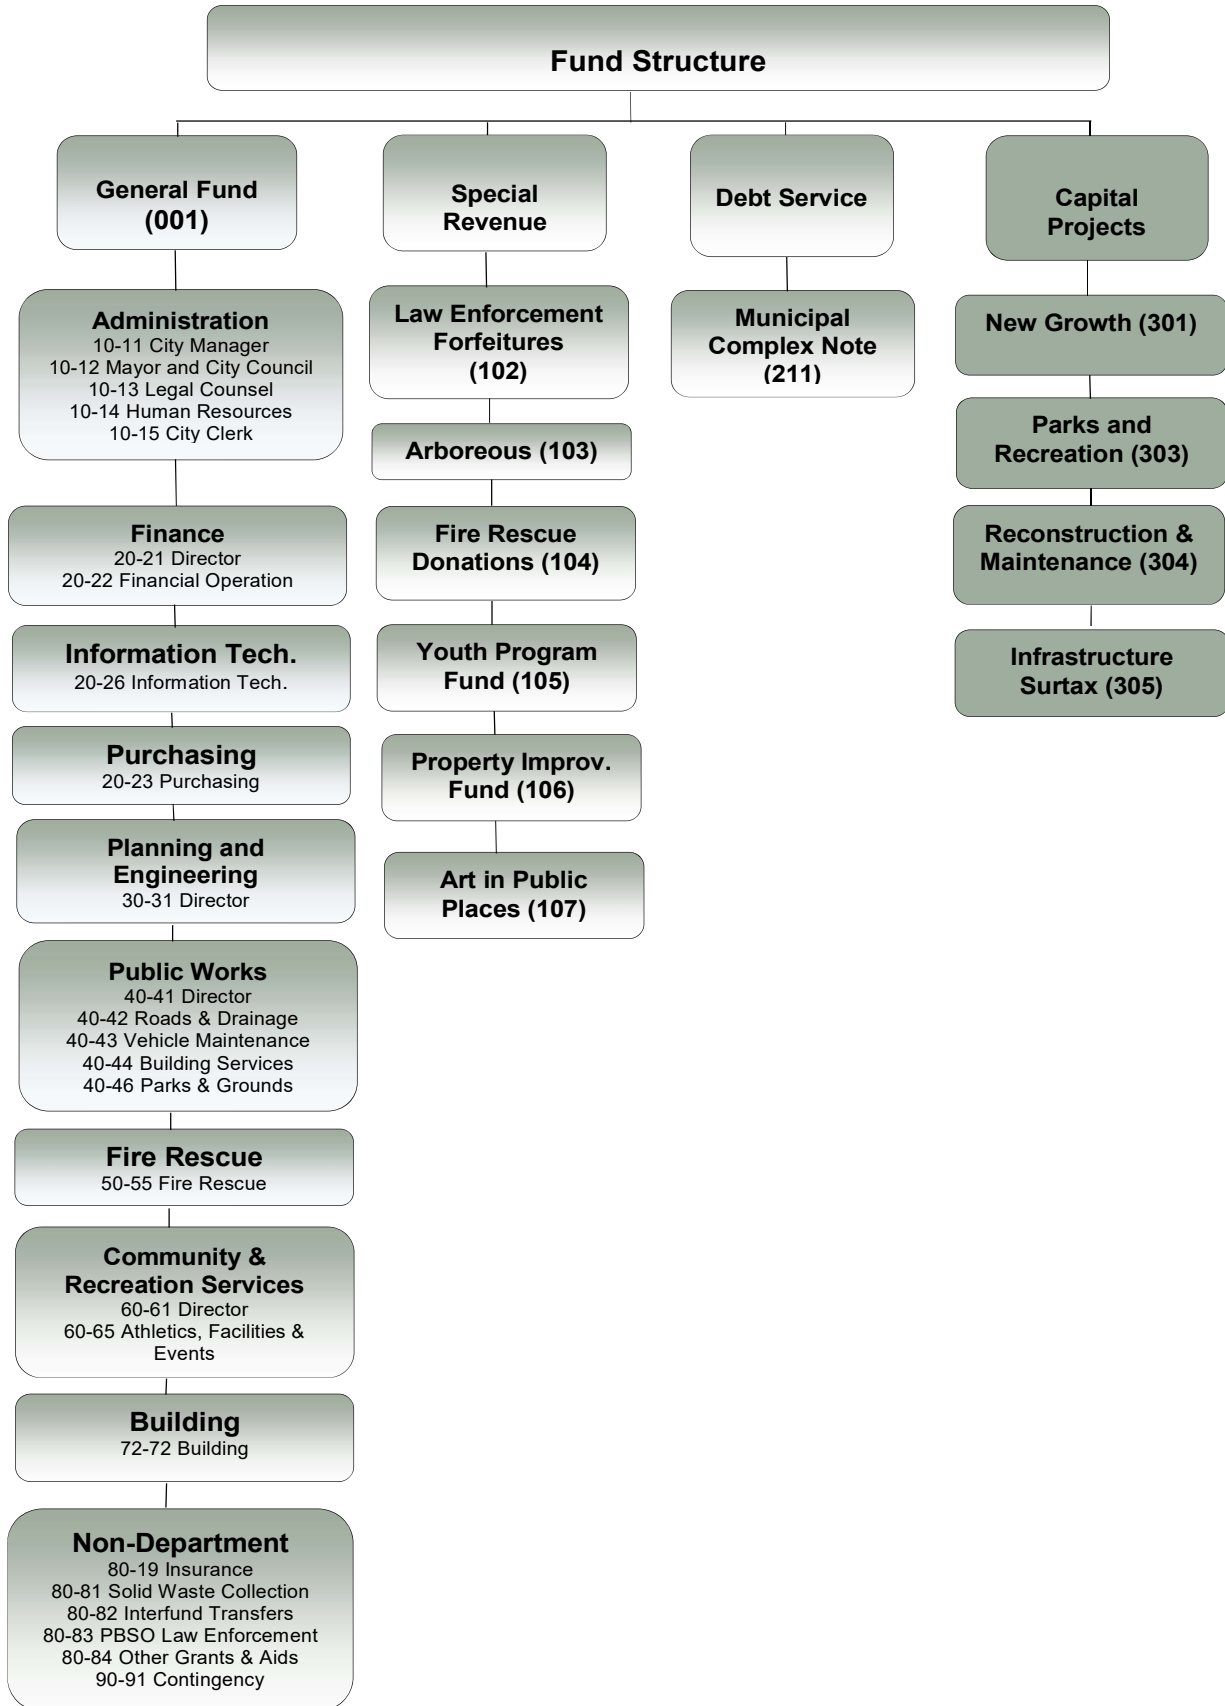 Fund Structure
General Fund
(001)
Administration
10-11 City Manager
10-12 Mayor and City Council
10-13 Legal Counsel
10-14 Human Resources
10-15 City Clerk
Finance
20-21 Director
20-22 Financial Operation
Information Tech.
20-26 Information Tech.
Purchasing
20-23 Purchasing
Planning and
Engineering
30-31 Director
Public Works
40-41 Director
40-42 Roads & Drainage
40-43 Vehicle Maintenance
40-44 Building Services
40-46 Parks & Grounds
Fire Rescue
50-55 Fire Rescue
Community &
Recreation Services
60-61 Director
60-65 Athletics, Facilities &
Events
Building
72-72 Building
Non-Department
80-19 Insurance
80-81 Solid Waste Collection
80-82 Interfund Transfers
80-83 PBSO Law Enforcement
80-84 Other Grants & Aids
90-91 Contingency
Special
Revenue
Law Enforcement
Forfeitures
(102)
Arboreous (103)
Fire Rescue
Donations (104)
Youth Program
Fund (105)
Property Improv.
Fund (106)
Art in Public
Places (107)
Debt Service
Municipal
Complex Note
(211)
Capital
Projects
New Growth (301)
Parks and
Recreation (303)
Reconstruction &
Maintenance (304)
Infrastructure
Surtax (305)